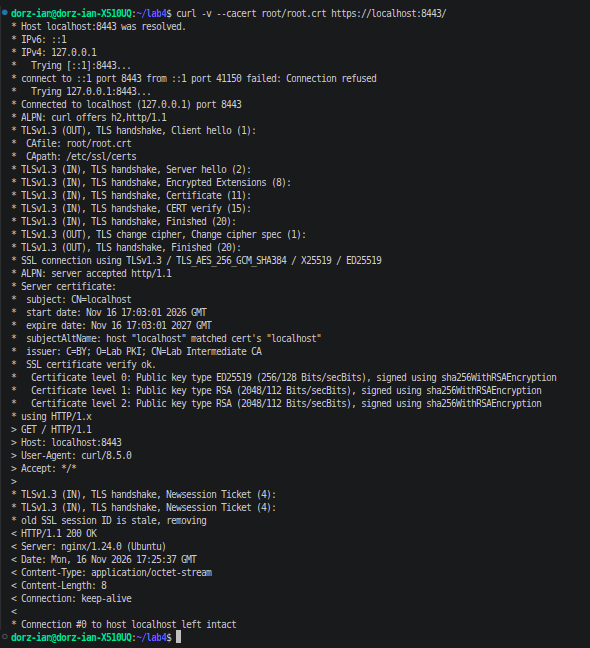 dorz-ian@dorz-ian-X510UQ:~/lab4$ curl -v --cacert root/root.crt https://localhost:8443/
* Host localhost:8443 was resolved.
* IPv6: ::1
* IPv4: 127.0.0.1
*   Trying [::1]:8443...
* connect to ::1 port 8443 from ::1 port 41150 failed: Connection refused
*   Trying 127.0.0.1:8443...
* Connected to localhost (127.0.0.1) port 8443
* ALPN: curl offers h2,http/1.1
* TLSv1.3 (OUT), TLS handshake, Client hello (1):
*  CAfile: root/root.crt
*  CApath: /etc/ssl/certs
* TLSv1.3 (IN), TLS handshake, Server hello (2):
* TLSv1.3 (IN), TLS handshake, Encrypted Extensions (8):
* TLSv1.3 (IN), TLS handshake, Certificate (11):
* TLSv1.3 (IN), TLS handshake, CERT verify (15):
* TLSv1.3 (IN), TLS handshake, Finished (20):
* TLSv1.3 (OUT), TLS change cipher, Change cipher spec (1):
* TLSv1.3 (OUT), TLS handshake, Finished (20):
* SSL connection using TLSv1.3 / TLS_AES_256_GCM_SHA384 / X25519 / ED25519
* ALPN: server accepted http/1.1
* Server certificate:
*  subject: CN=localhost
*  start date: Nov 16 17:03:01 2026 GMT
*  expire date: Nov 16 17:03:01 2027 GMT
*  subjectAltName: host "localhost" matched cert's "localhost"
*  issuer: C=BY; O=Lab PKI; CN=Lab Intermediate CA
*  SSL certificate verify ok.
*   Certificate level 0: Public key type ED25519 (256/128 Bits/secBits), signed using sha256WithRSAEncryption
*   Certificate level 1: Public key type RSA (2048/112 Bits/secBits), signed using sha256WithRSAEncryption
*   Certificate level 2: Public key type RSA (2048/112 Bits/secBits), signed using sha256WithRSAEncryption
* using HTTP/1.x
> GET / HTTP/1.1
> Host: localhost:8443
> User-Agent: curl/8.5.0
> Accept: */*
>
* TLSv1.3 (IN), TLS handshake, Newsession Ticket (4):
* TLSv1.3 (IN), TLS handshake, Newsession Ticket (4):
* old SSL session ID is stale, removing
< HTTP/1.1 200 OK
< Server: nginx/1.24.0 (Ubuntu)
< Date: Mon, 16 Nov 2026 17:25:37 GMT
< Content-Type: application/octet-stream
< Content-Length: 8
< Connection: keep-alive
<
* Connection #0 to host localhost left intact
dorz-ian@dorz-ian-X510UQ:~/lab4$